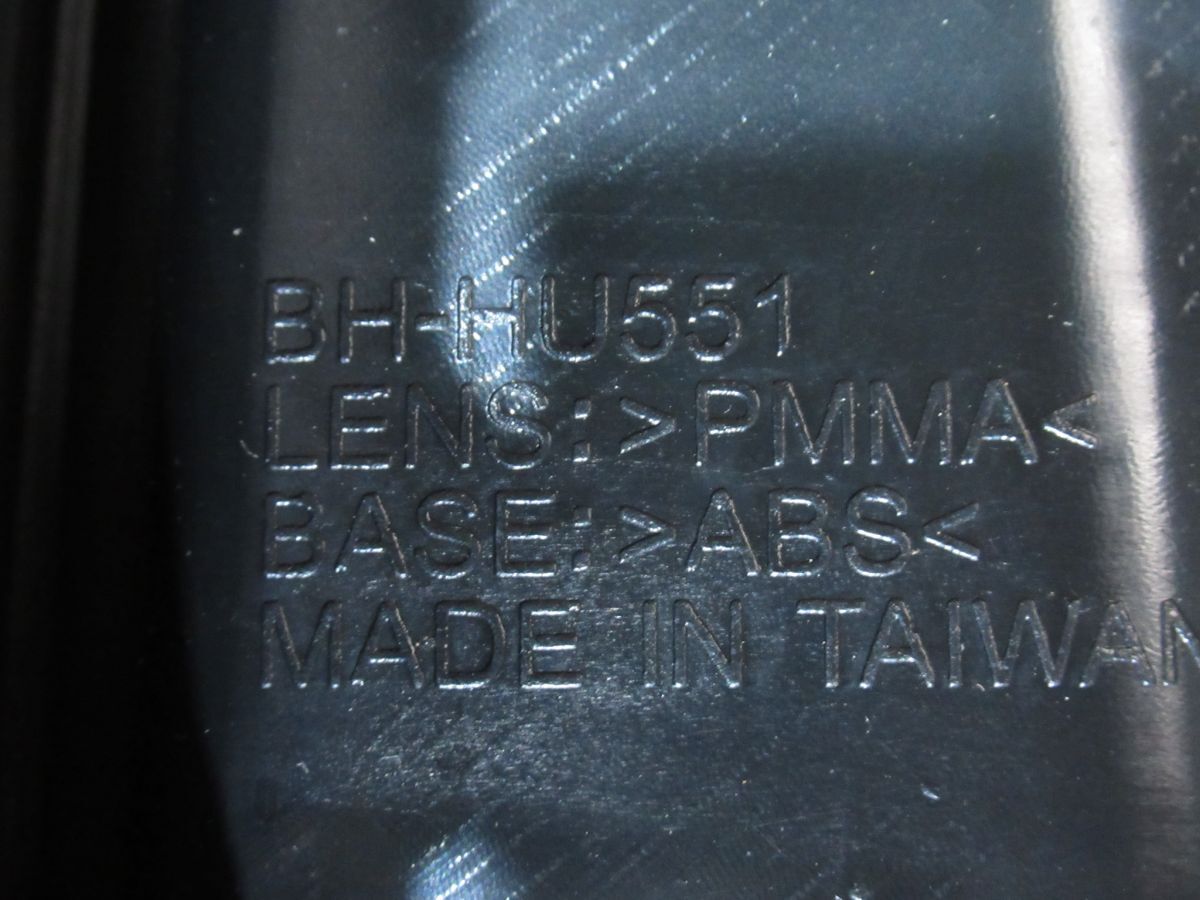 BH-HU551
LENS:>PMMA<
BASE:>ABS<
MADE IN TAIWAN